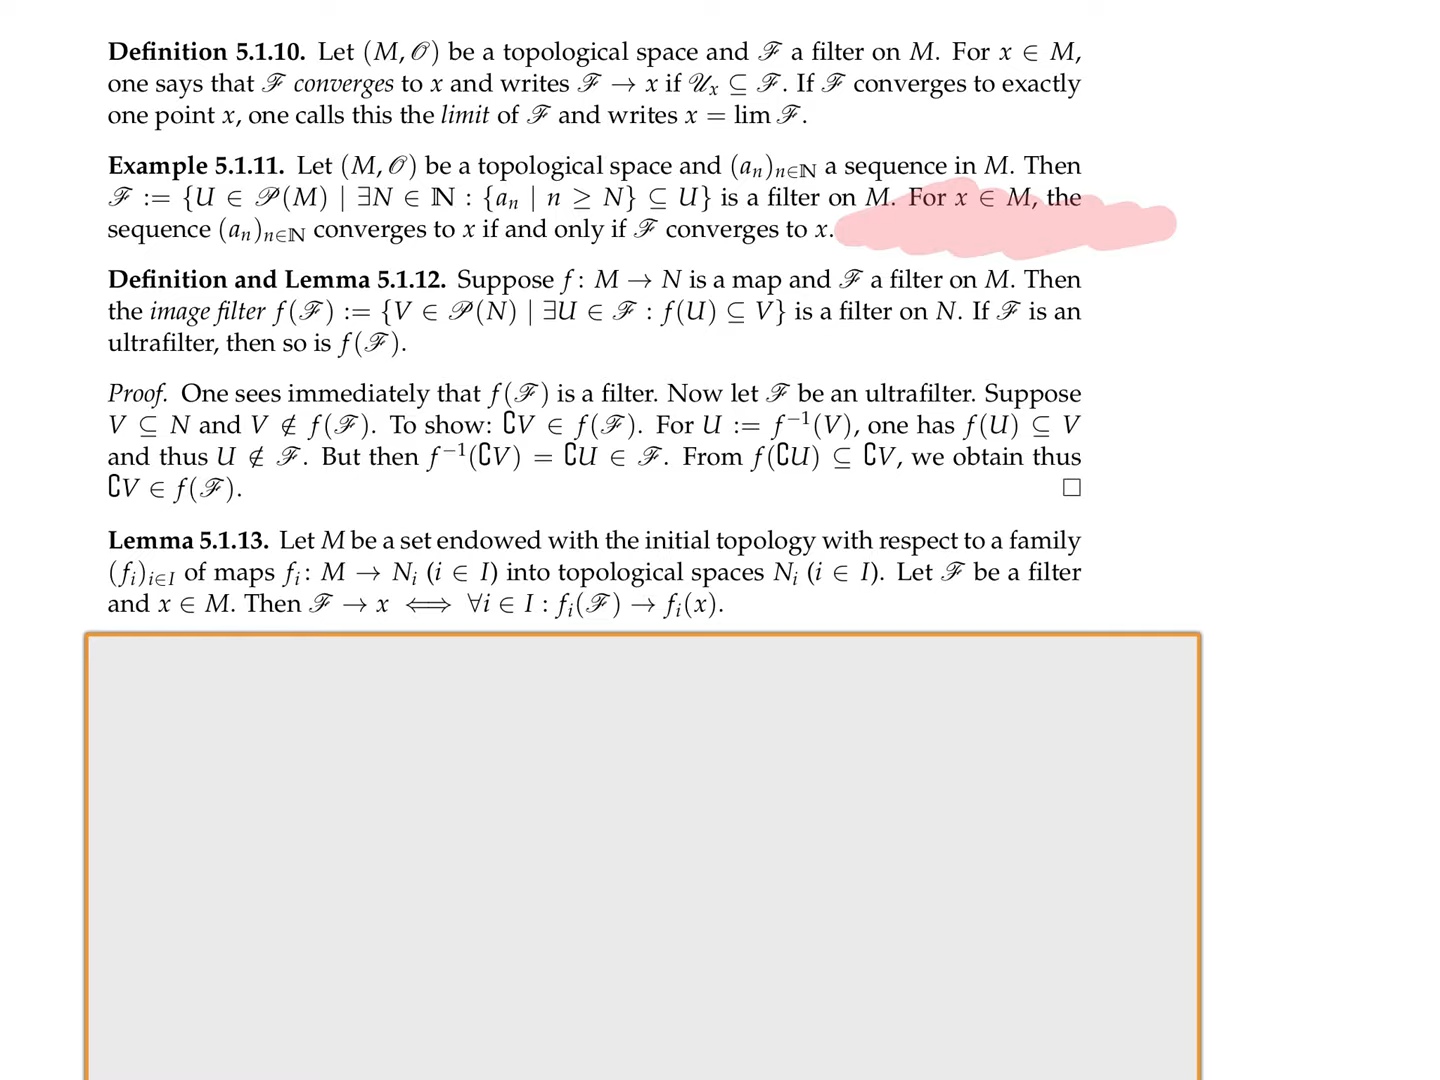 Definition 5.1.10. Let (M, 𝒪) be a topological space and ℱ a filter on M. For x ∈ M,
one says that ℱ converges to x and writes ℱ → x if 𝒰ₓ ⊆ ℱ. If ℱ converges to exactly
one point x, one calls this the limit of ℱ and writes x = lim ℱ.
Example 5.1.11. Let (M, 𝒪) be a topological space and (aₙ)ₙ∈ℕ a sequence in M. Then
ℱ := {U ∈ 𝒫(M) | ∃N ∈ ℕ : {aₙ | n ≥ N} ⊆ U} is a filter on M. For x ∈ M, the
sequence (aₙ)ₙ∈ℕ converges to x if and only if ℱ converges to x.
Definition and Lemma 5.1.12. Suppose f : M → N is a map and ℱ a filter on M. Then
the image filter f(ℱ) := {V ∈ 𝒫(N) | ∃U ∈ ℱ : f(U) ⊆ V} is a filter on N. If ℱ is an
ultrafilter, then so is f(ℱ).
Proof. One sees immediately that f(ℱ) is a filter. Now let ℱ be an ultrafilter. Suppose
V ⊆ N and V ∉ f(ℱ). To show: ∁V ∈ f(ℱ). For U := f⁻¹(V), one has f(U) ⊆ V
and thus U ∉ ℱ. But then f⁻¹(∁V) = ∁U ∈ ℱ. From f(∁U) ⊆ ∁V, we obtain thus
∁V ∈ f(ℱ). □
Lemma 5.1.13. Let M be a set endowed with the initial topology with respect to a family
(fᵢ)ᵢ∈I of maps fᵢ : M → Nᵢ (i ∈ I) into topological spaces Nᵢ (i ∈ I). Let ℱ be a filter
and x ∈ M. Then ℱ → x ⟺ ∀i ∈ I : fᵢ(ℱ) → fᵢ(x).